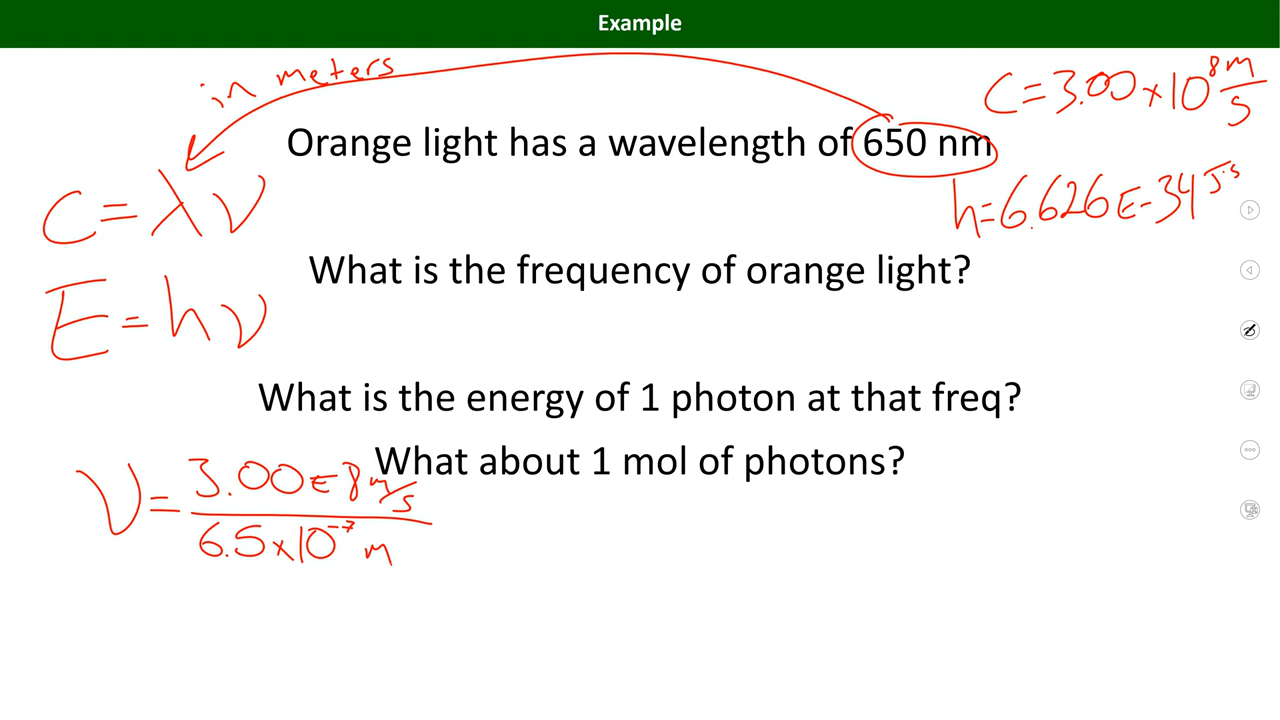 Example
in meters
C=3.00×10⁸ m/s
Orange light has a wavelength of 650 nm
h=6.626E-34 J·s
C=λν
What is the frequency of orange light?
E=hν
What is the energy of 1 photon at that freq?
What about 1 mol of photons?
ν=3.00E8 m/s
6.5×10⁻⁷ m